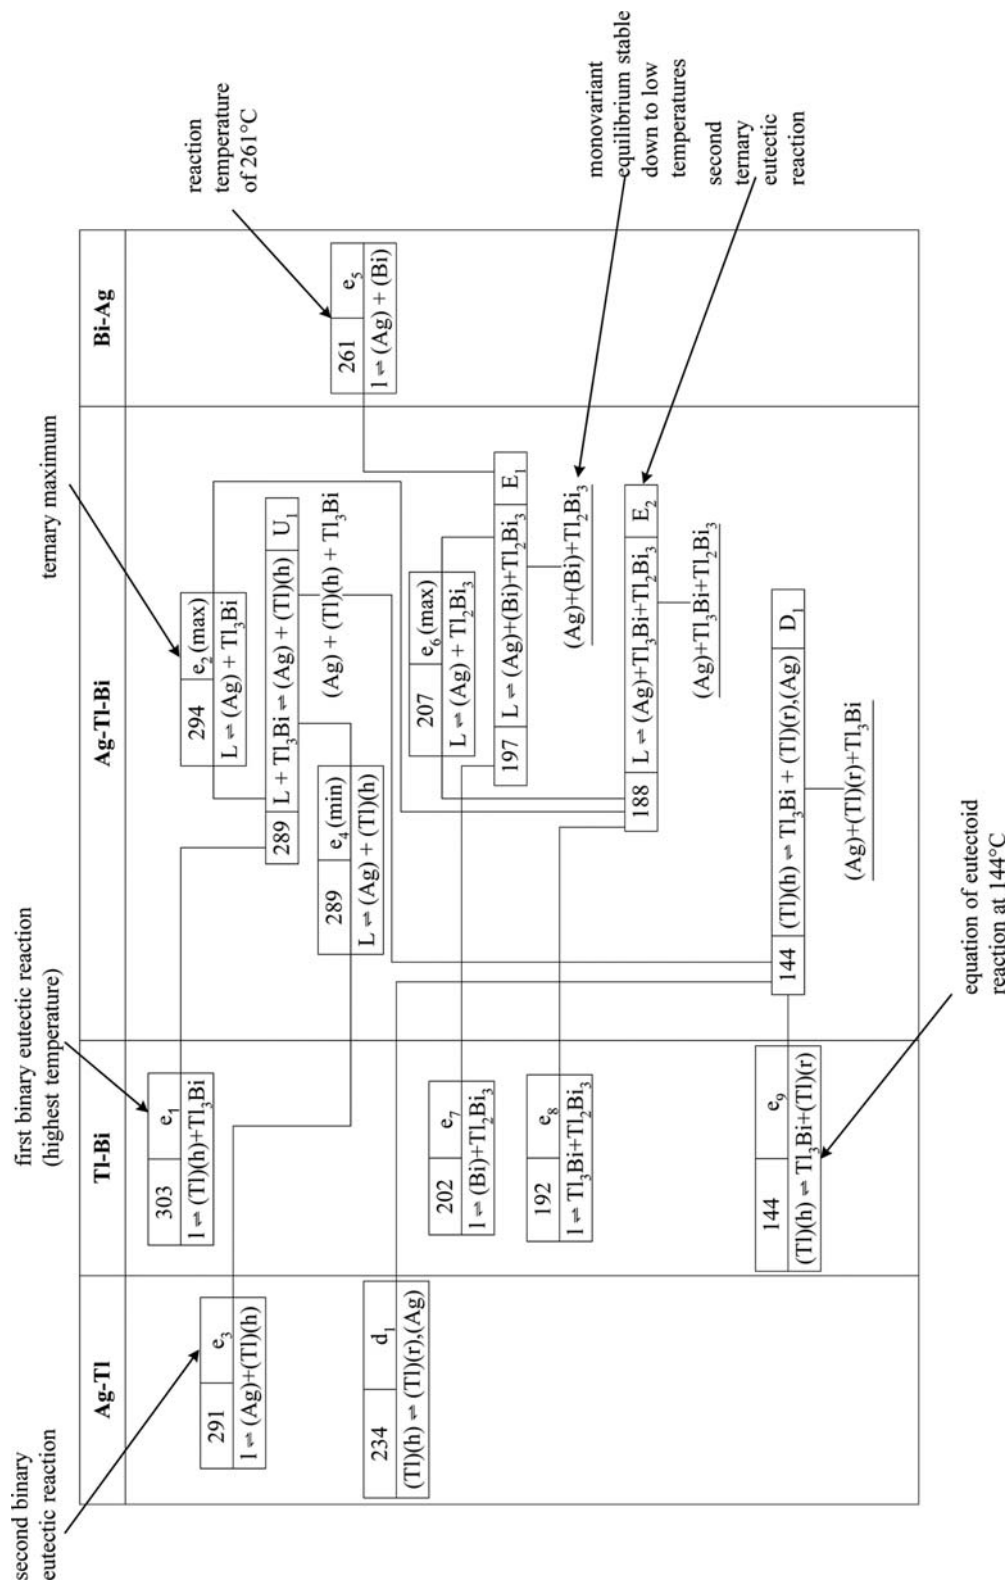 second binary
eutectic reaction
first binary eutectic reaction
(highest temperature)
ternary maximum
reaction
temperature
of 261°C
Ag-Tl
Tl-Bi
Ag-Tl-Bi
Bi-Ag
303 e₁
l ⇌ (Tl)(h)+Tl₃Bi
294 e₂(max)
L ⇌ (Ag) + Tl₃Bi
291 e₃
l ⇌ (Ag)+(Tl)(h)
289 L + Tl₃Bi ⇌ (Ag) + (Tl)(h) U₁
(Ag) + (Tl)(h) + Tl₃Bi
289 e₄(min)
L ⇌ (Ag) + (Tl)(h)
261 e₅
l ⇌ (Ag) + (Bi)
234 d₁
(Tl)(h) ⇌ (Tl)(r),(Ag)
207 e₆(max)
L ⇌ (Ag) + Tl₂Bi₃
202 e₇
l ⇌ (Bi)+Tl₂Bi₃
197 L ⇌ (Ag)+(Bi)+Tl₂Bi₃ E₁
(Ag)+(Bi)+Tl₂Bi₃
192 e₈
l ⇌ Tl₃Bi+Tl₂Bi₃
188 L ⇌ (Ag)+Tl₃Bi+Tl₂Bi₃ E₂
(Ag)+Tl₃Bi+Tl₂Bi₃
144 e₉
(Tl)(h) ⇌ Tl₃Bi+(Tl)(r)
144 (Tl)(h) ⇌ Tl₃Bi + (Tl)(r),(Ag) D₁
(Ag)+(Tl)(r)+Tl₃Bi
monovariant
equilibrium stable
down to low
temperatures
second
ternary
eutectic
reaction
equation of eutectoid
reaction at 144°C